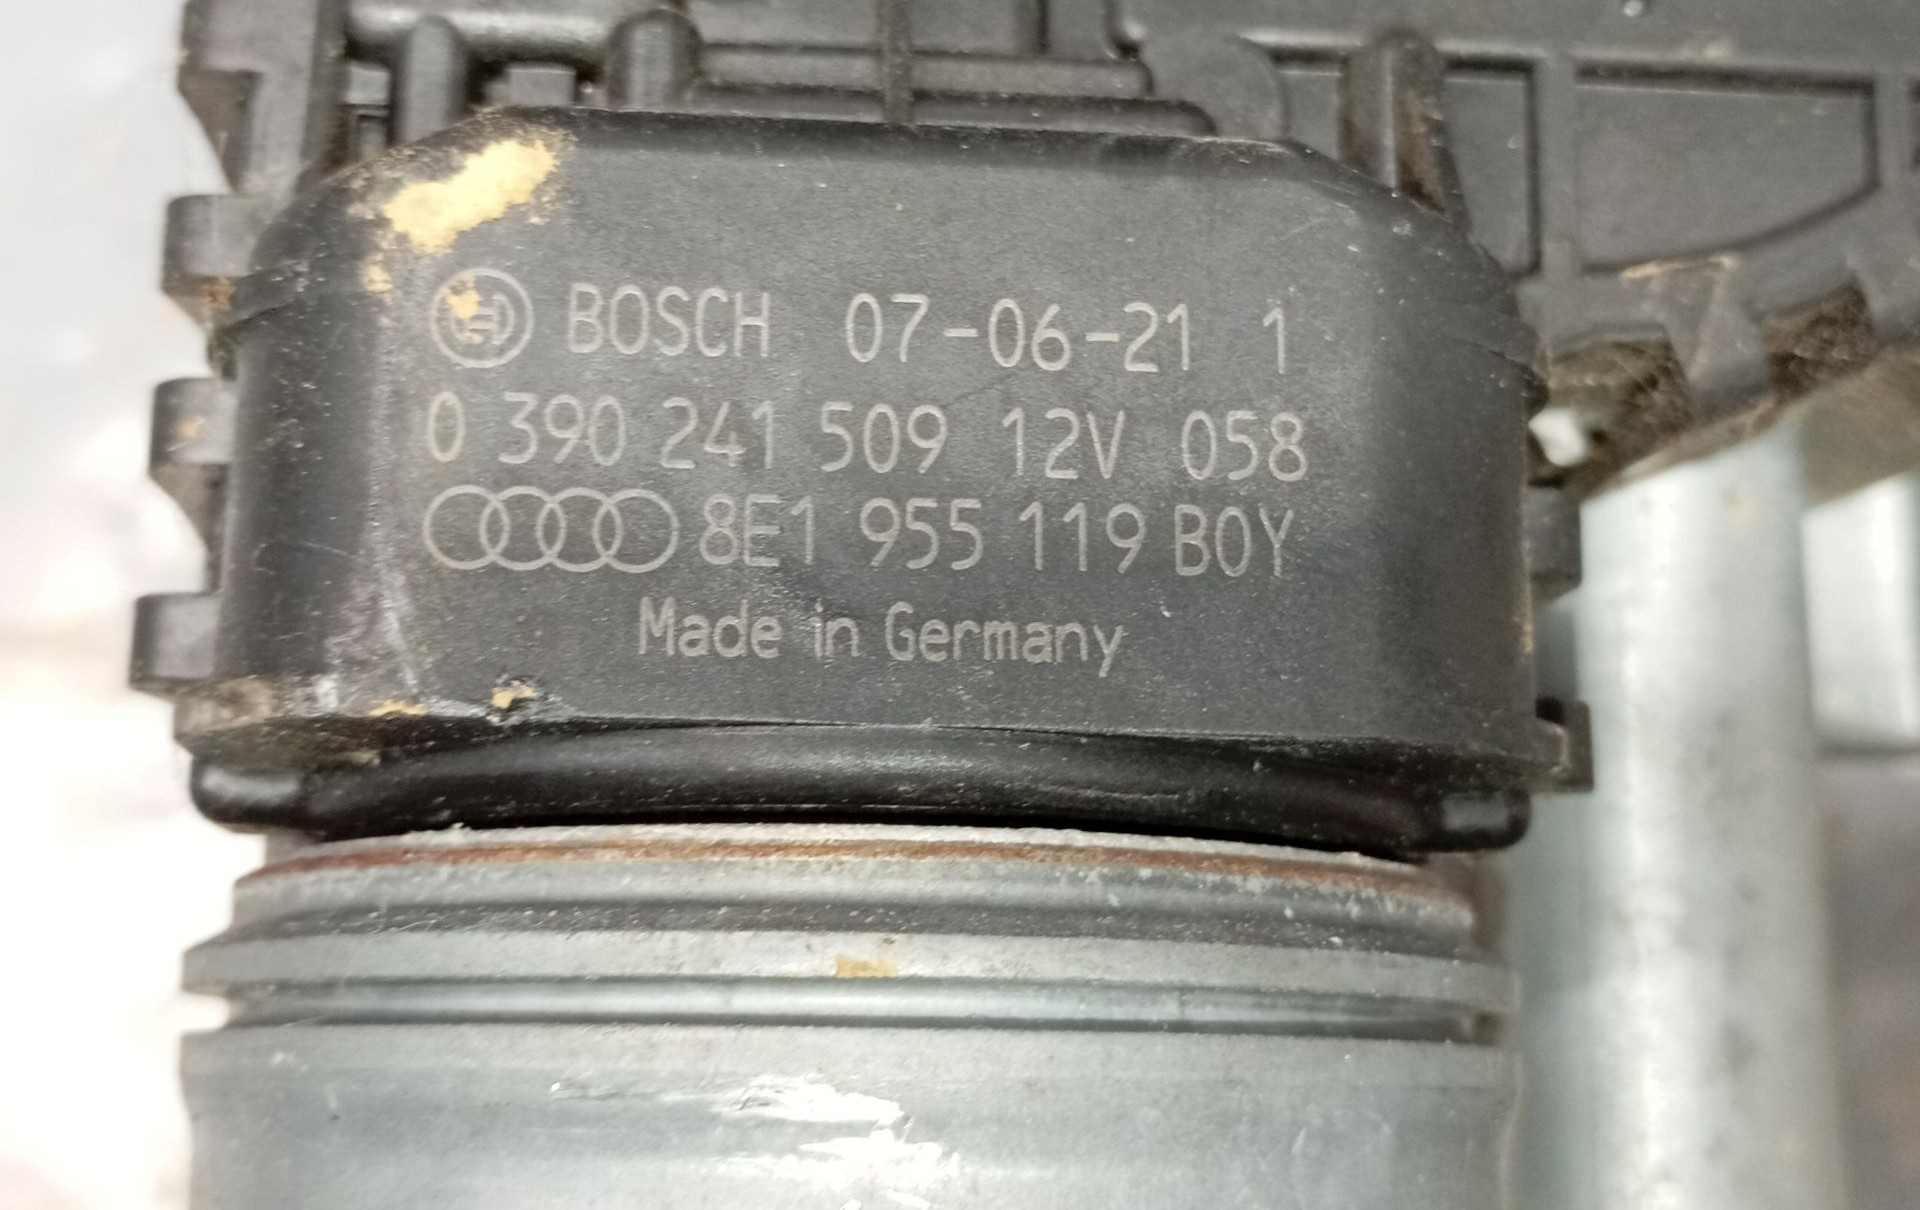 BOSCH 07-06-21 1
0 390 241 509 12V 058
8E1 955 119 B0Y
Made in Germany